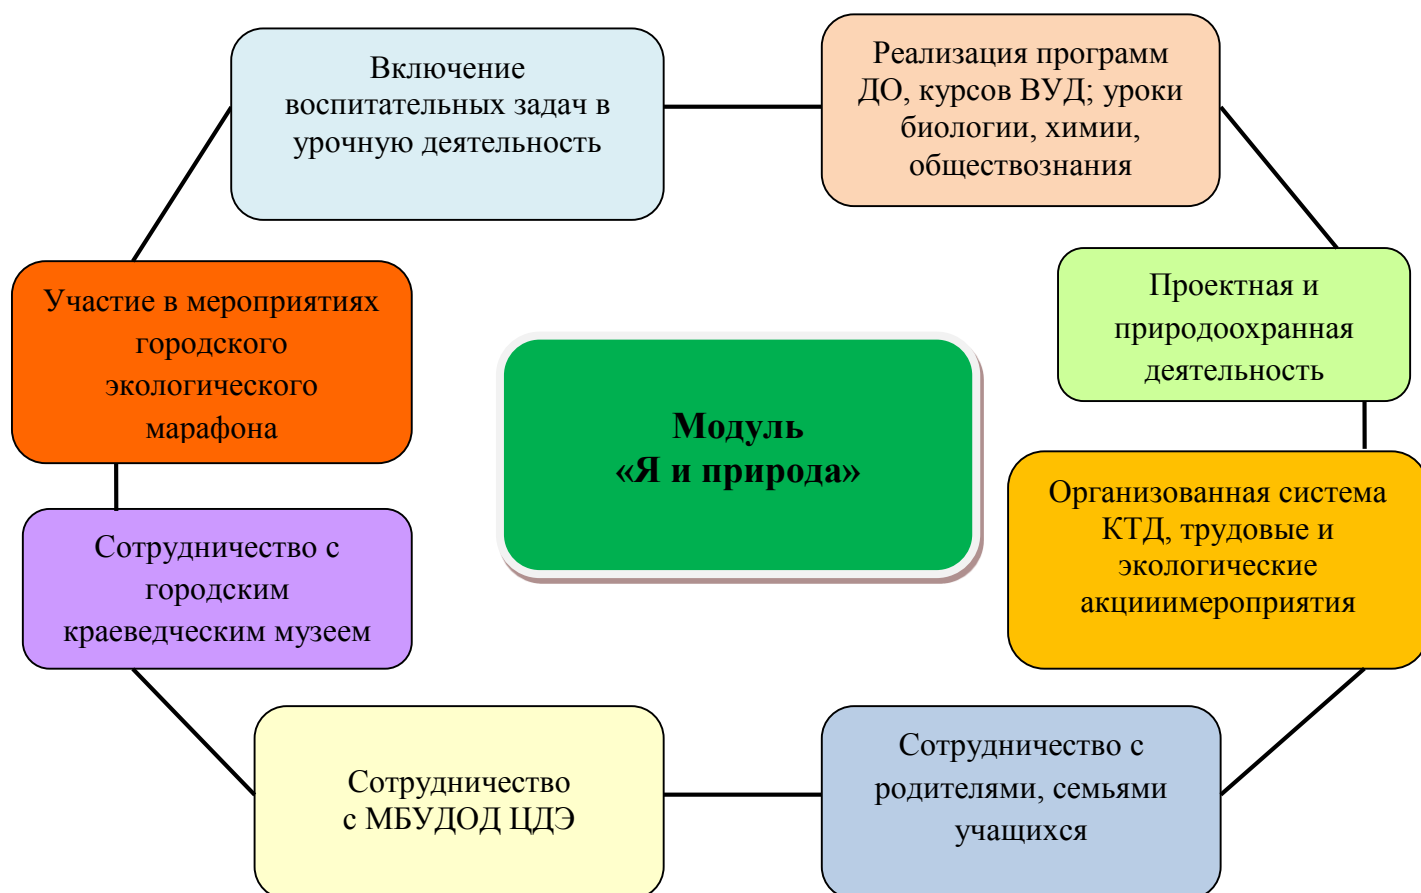 Включение
воспитательных задач в
урочную деятельность
Реализация программ
ДО, курсов ВУД; уроки
биологии, химии,
обществознания
Участие в мероприятиях
городского
экологического
марафона
Проектная и
природоохранная
деятельность
Модуль
«Я и природа»
Сотрудничество с
городским
краеведческим музеем
Организованная система
КТД, трудовые и
экологические
акцииимероприятия
Сотрудничество
с МБУДОД ЦДЭ
Сотрудничество с
родителями, семьями
учащихся